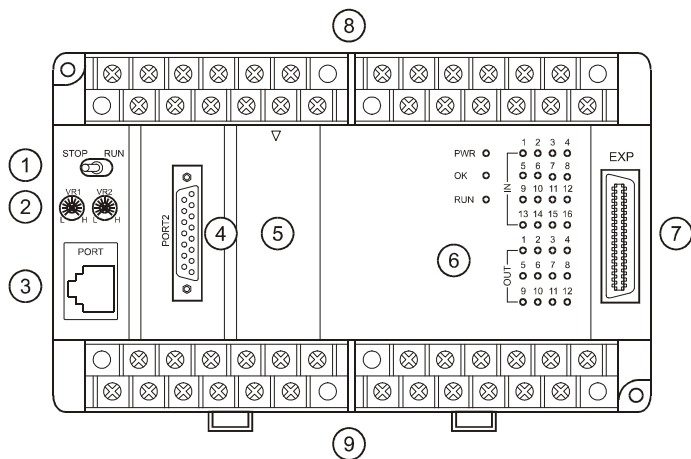 8
1
STOP RUN
2
VR1 VR2
L H L H
PORT
3
PORT2
4
5
PWR
OK
RUN
6
IN
1 2 3 4
5 6 7 8
9 10 11 12
13 14 15 16
OUT
1 2 3 4
5 6 7 8
9 10 11 12
EXP
7
9